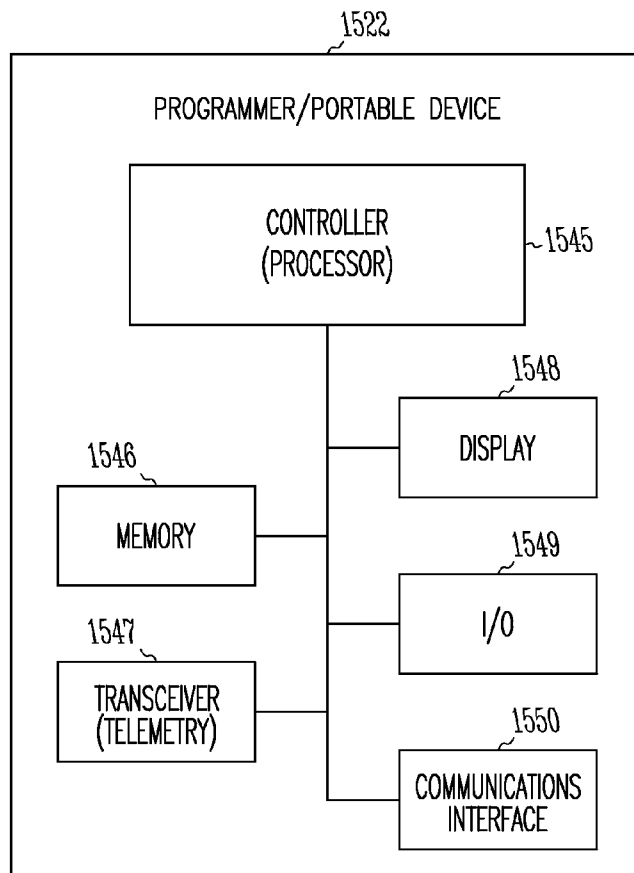 1522
PROGRAMMER/PORTABLE DEVICE
CONTROLLER
(PROCESSOR)
1545
1548
DISPLAY
1546
MEMORY
1549
I/O
1547
TRANSCEIVER
(TELEMETRY)
1550
COMMUNICATIONS
INTERFACE